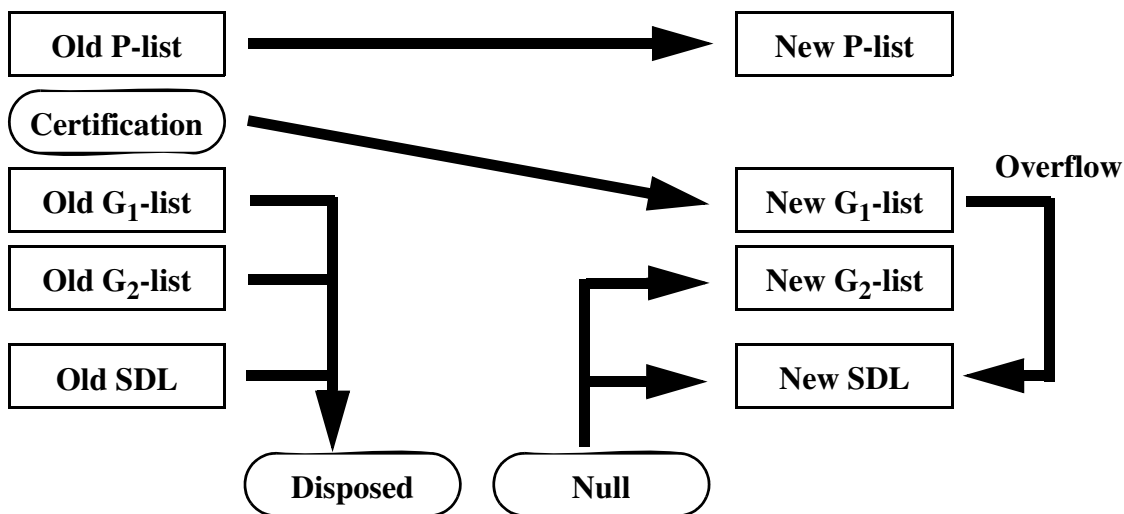 Old P-list
New P-list
Certification
Overflow
Old G₁-list
New G₁-list
Old G₂-list
New G₂-list
Old SDL
New SDL
Disposed
Null